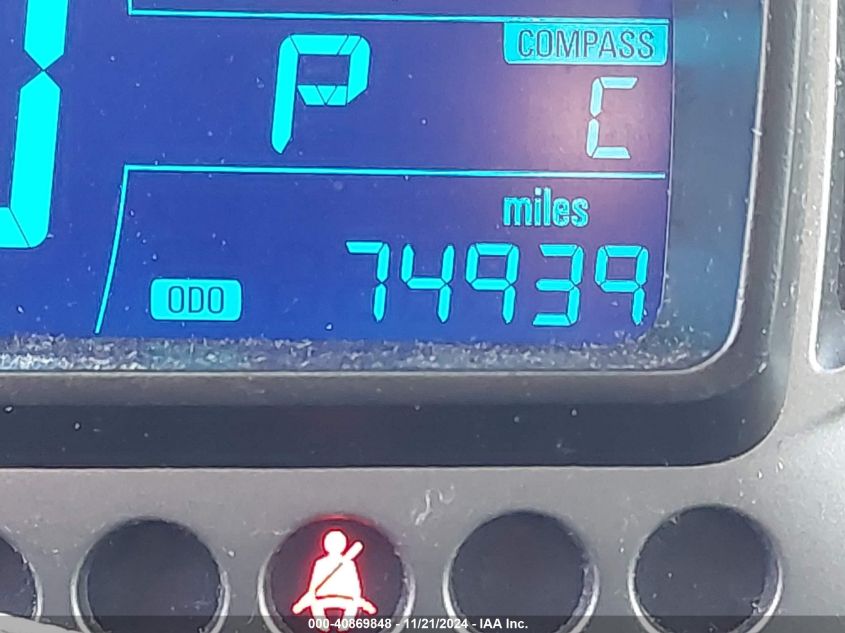 COMPASS
P
C
miles
ODO 74939
000-40869848 - 11/21/2024 - IAA Inc.